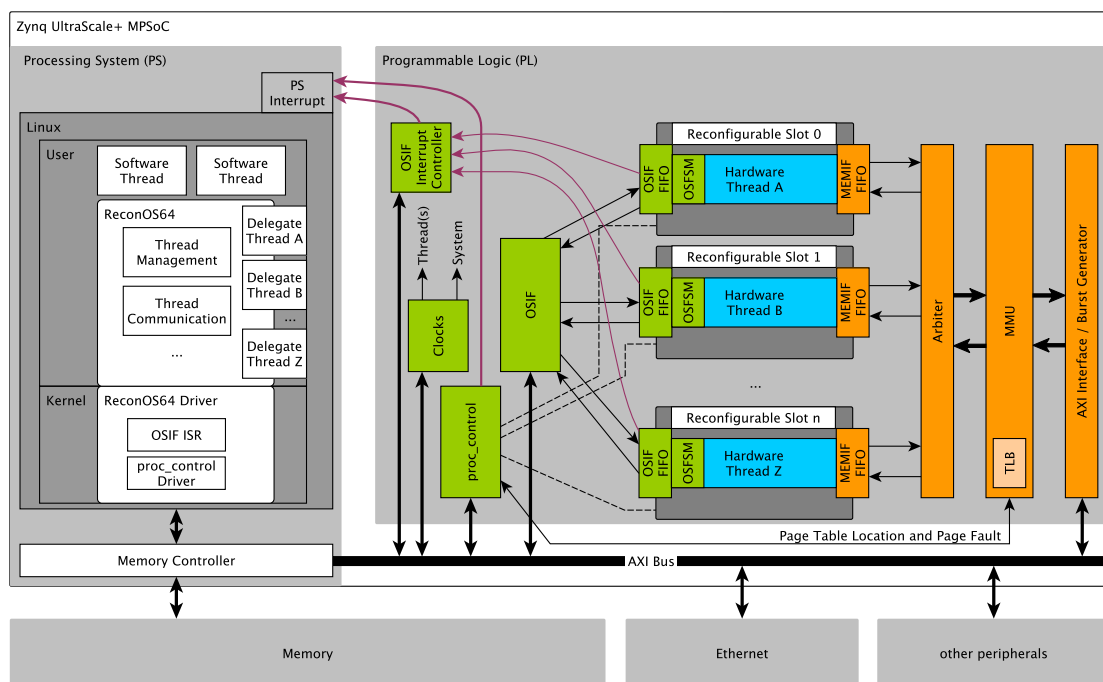 Zynq UltraScale+ MPSoC
Processing System (PS)
PS
Interrupt
Linux
User
Software
Thread
Software
Thread
ReconOS64
Thread
Management
Thread
Communication
...
Delegate
Thread A
Delegate
Thread B
...
Delegate
Thread Z
Kernel
ReconOS64 Driver
OSIF ISR
proc_control
Driver
Memory Controller
Programmable Logic (PL)
OSIF
Interrupt
Controller
Thread(s)
System
Clocks
proc_control
OSIF
Reconfigurable Slot 0
OSIF
FIFO
OSFSM
Hardware
Thread A
MEMIF
FIFO
Reconfigurable Slot 1
OSIF
FIFO
OSFSM
Hardware
Thread B
MEMIF
FIFO
...
Reconfigurable Slot n
OSIF
FIFO
OSFSM
Hardware
Thread Z
MEMIF
FIFO
Arbiter
MMU
TLB
AXI Interface / Burst Generator
Page Table Location and Page Fault
AXI Bus
Memory
Ethernet
other peripherals